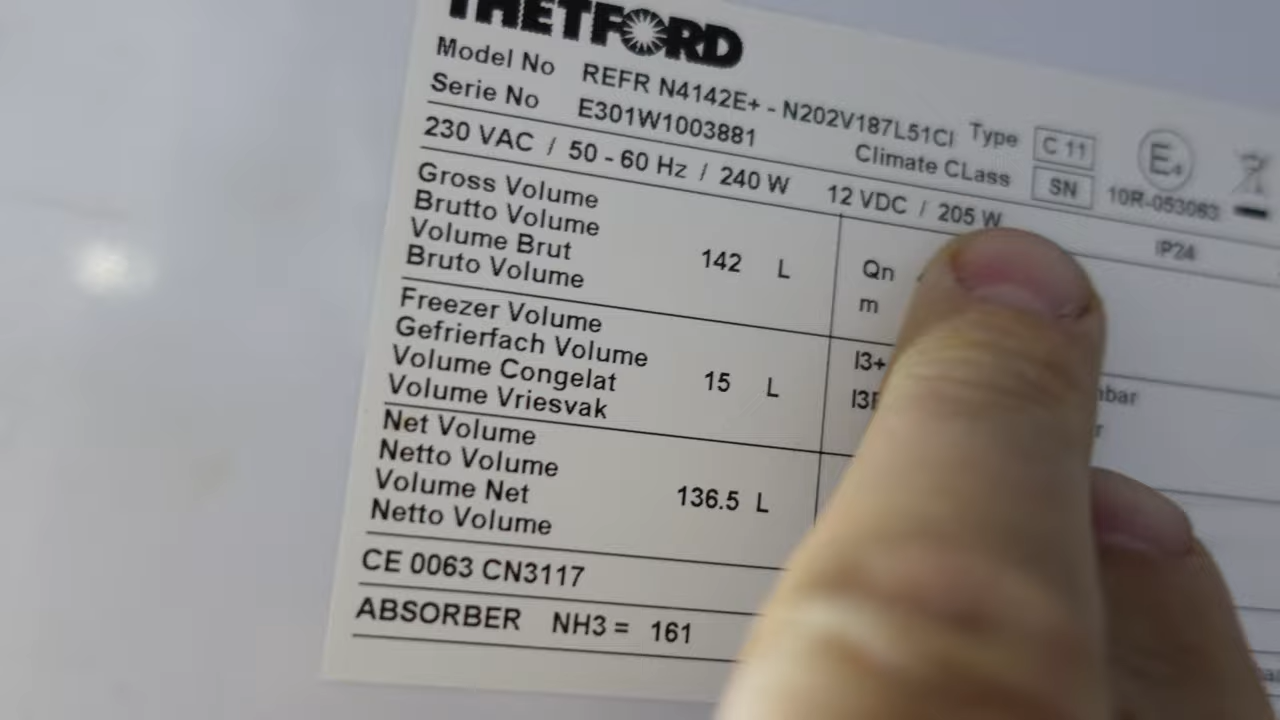 THETFORD
Model No REFR N4142E+ - N202V187L51CI Type C 11
Serie No E301W1003881 Climate CLass SN
10R-053063
230 VAC / 50 - 60 Hz / 240 W 12 VDC / 205 W IP24
Gross Volume
Brutto Volume
Volume Brut
Bruto Volume
142 L
Qn
m
Freezer Volume
Gefrierfach Volume
Volume Congelat
Volume Vriesvak
15 L
I3+
Net Volume
Netto Volume
Volume Net
Netto Volume
136.5 L
CE 0063 CN3117
ABSORBER NH3 = 161